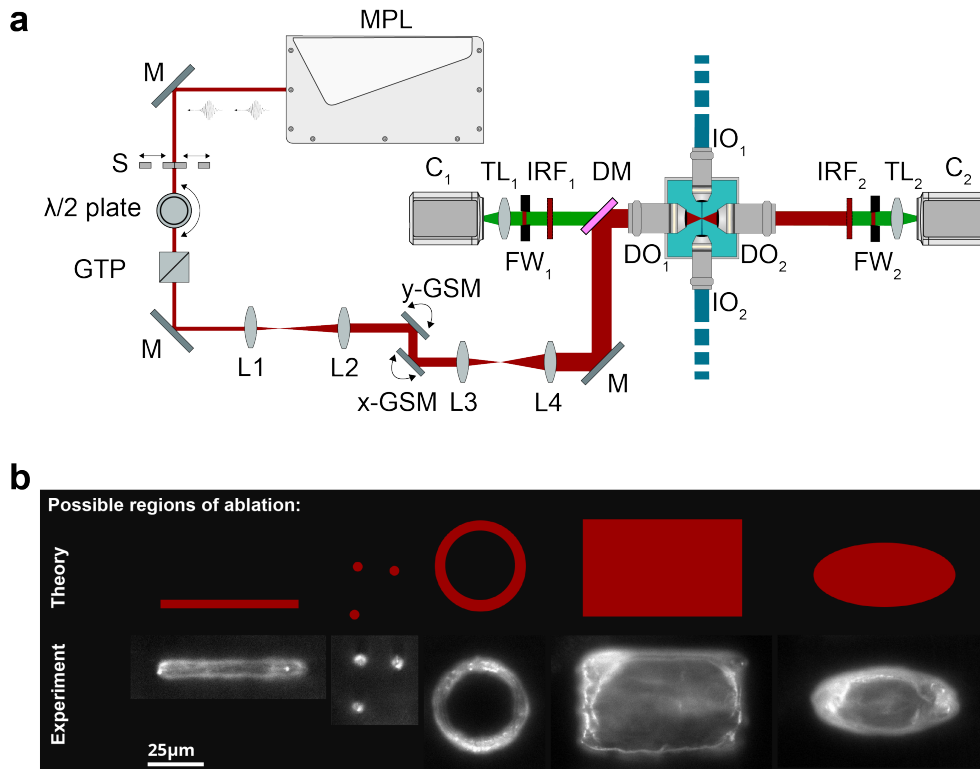 a
MPL
M
S
λ/2 plate
GTP
M
L1
L2
y-GSM
x-GSM
L3
L4
M
C₁
TL₁
IRF₁
DM
FW₁
DO₁
IO₁
IO₂
DO₂
IRF₂
TL₂
C₂
FW₂
b
Possible regions of ablation:
Theory
Experiment
25µm